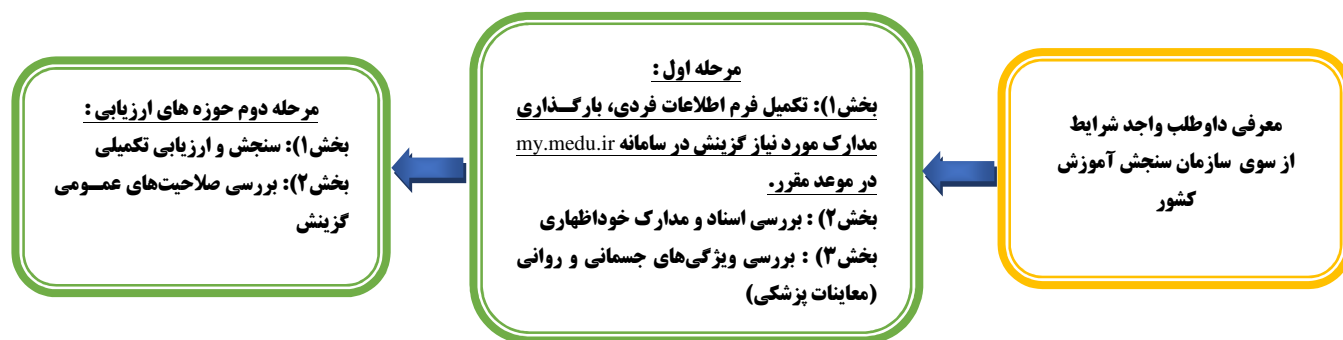 معرفی داوطلب واجد شرایط
از سوی سازمان سنجش آموزش
کشور
مرحله اول :
بخش۱): تکمیل فرم اطلاعات فردی، بارگـــذاری
مدارک مورد نیاز گزینش در سامانه my.medu.ir
در موعد مقرر.
بخش۲) : بررسی اسناد و مدارک خوداظهاری
بخش۳) : بررسی ویژگی‌های جسمانی و روانی
(معاینات پزشکی)
مرحله دوم حوزه های ارزیابی :
بخش۱): سنجش و ارزیابی تکمیلی
بخش۲): بررسی صلاحیت‌های عمـــومی
گزینش